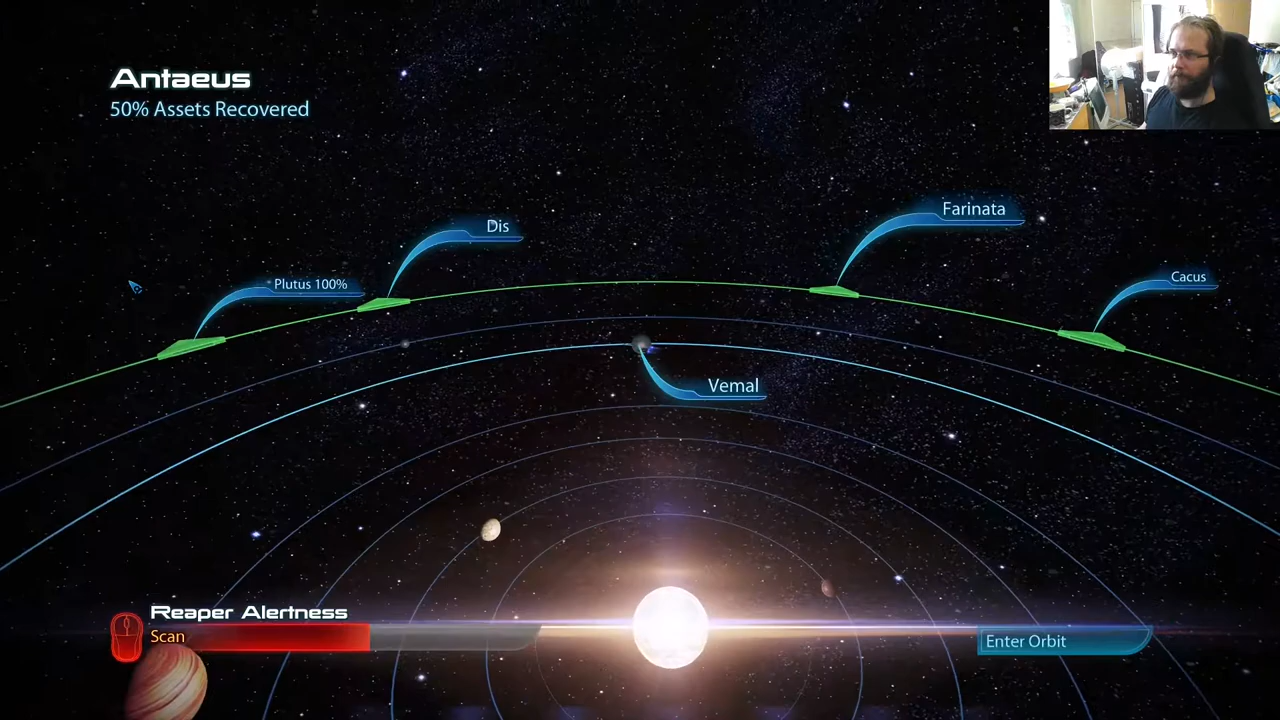 Antaeus
50% Assets Recovered
Farinata
Dis
Cacus
Plutus 100%
Vemal
Reaper Alertness
Scan
Enter Orbit